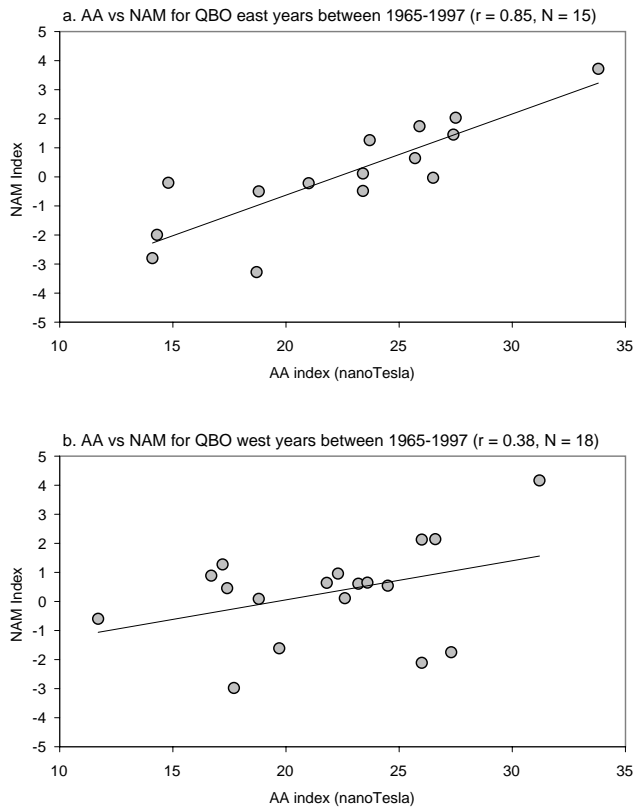 a. AA vs NAM for QBO east years between 1965-1997 (r = 0.85, N = 15)
5
4
3
2
1
0
-1
-2
-3
-4
-5
NAM Index
10 15 20 25 30 35
AA index (nanoTesla)
b. AA vs NAM for QBO west years between 1965-1997 (r = 0.38, N = 18)
5
4
3
2
1
0
-1
-2
-3
-4
-5
NAM Index
10 15 20 25 30 35
AA index (nanoTesla)